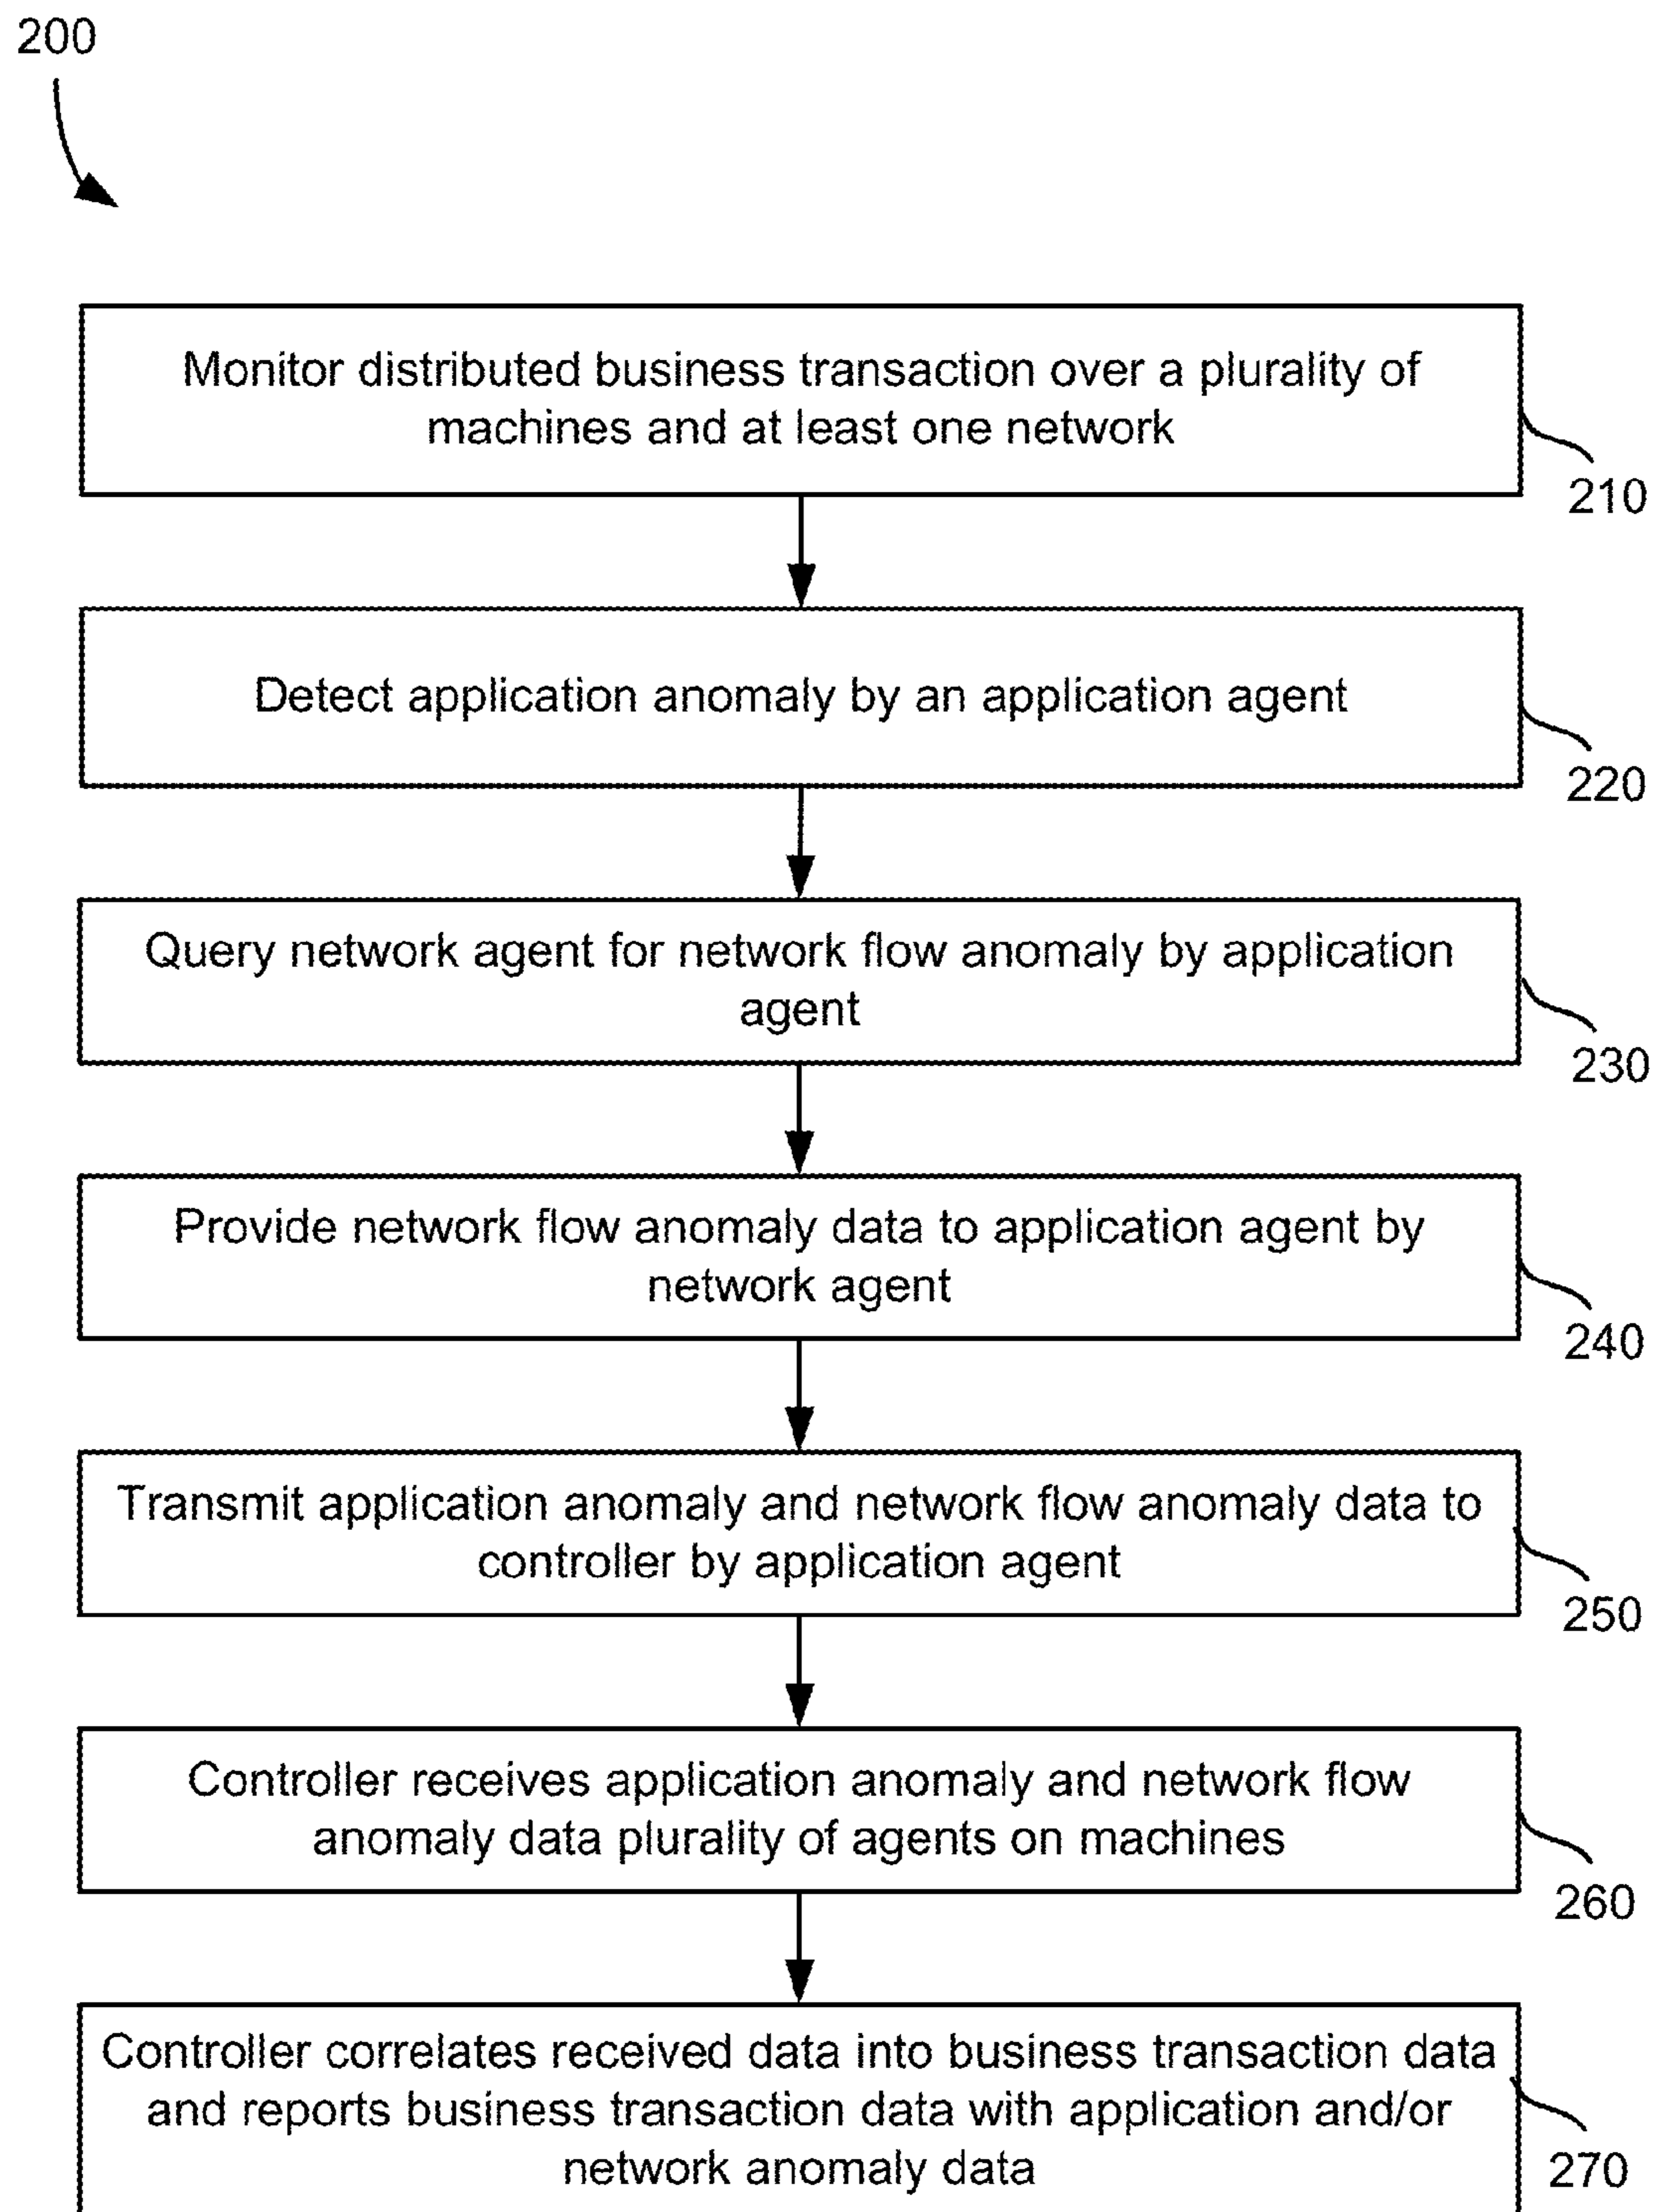 200
Monitor distributed business transaction over a plurality of
machines and at least one network
210
Detect application anomaly by an application agent
220
Query network agent for network flow anomaly by application
agent
230
Provide network flow anomaly data to application agent by
network agent
240
Transmit application anomaly and network flow anomaly data to
controller by application agent
250
Controller receives application anomaly and network flow
anomaly data plurality of agents on machines
260
Controller correlates received data into business transaction data
and reports business transaction data with application and/or
network anomaly data
270